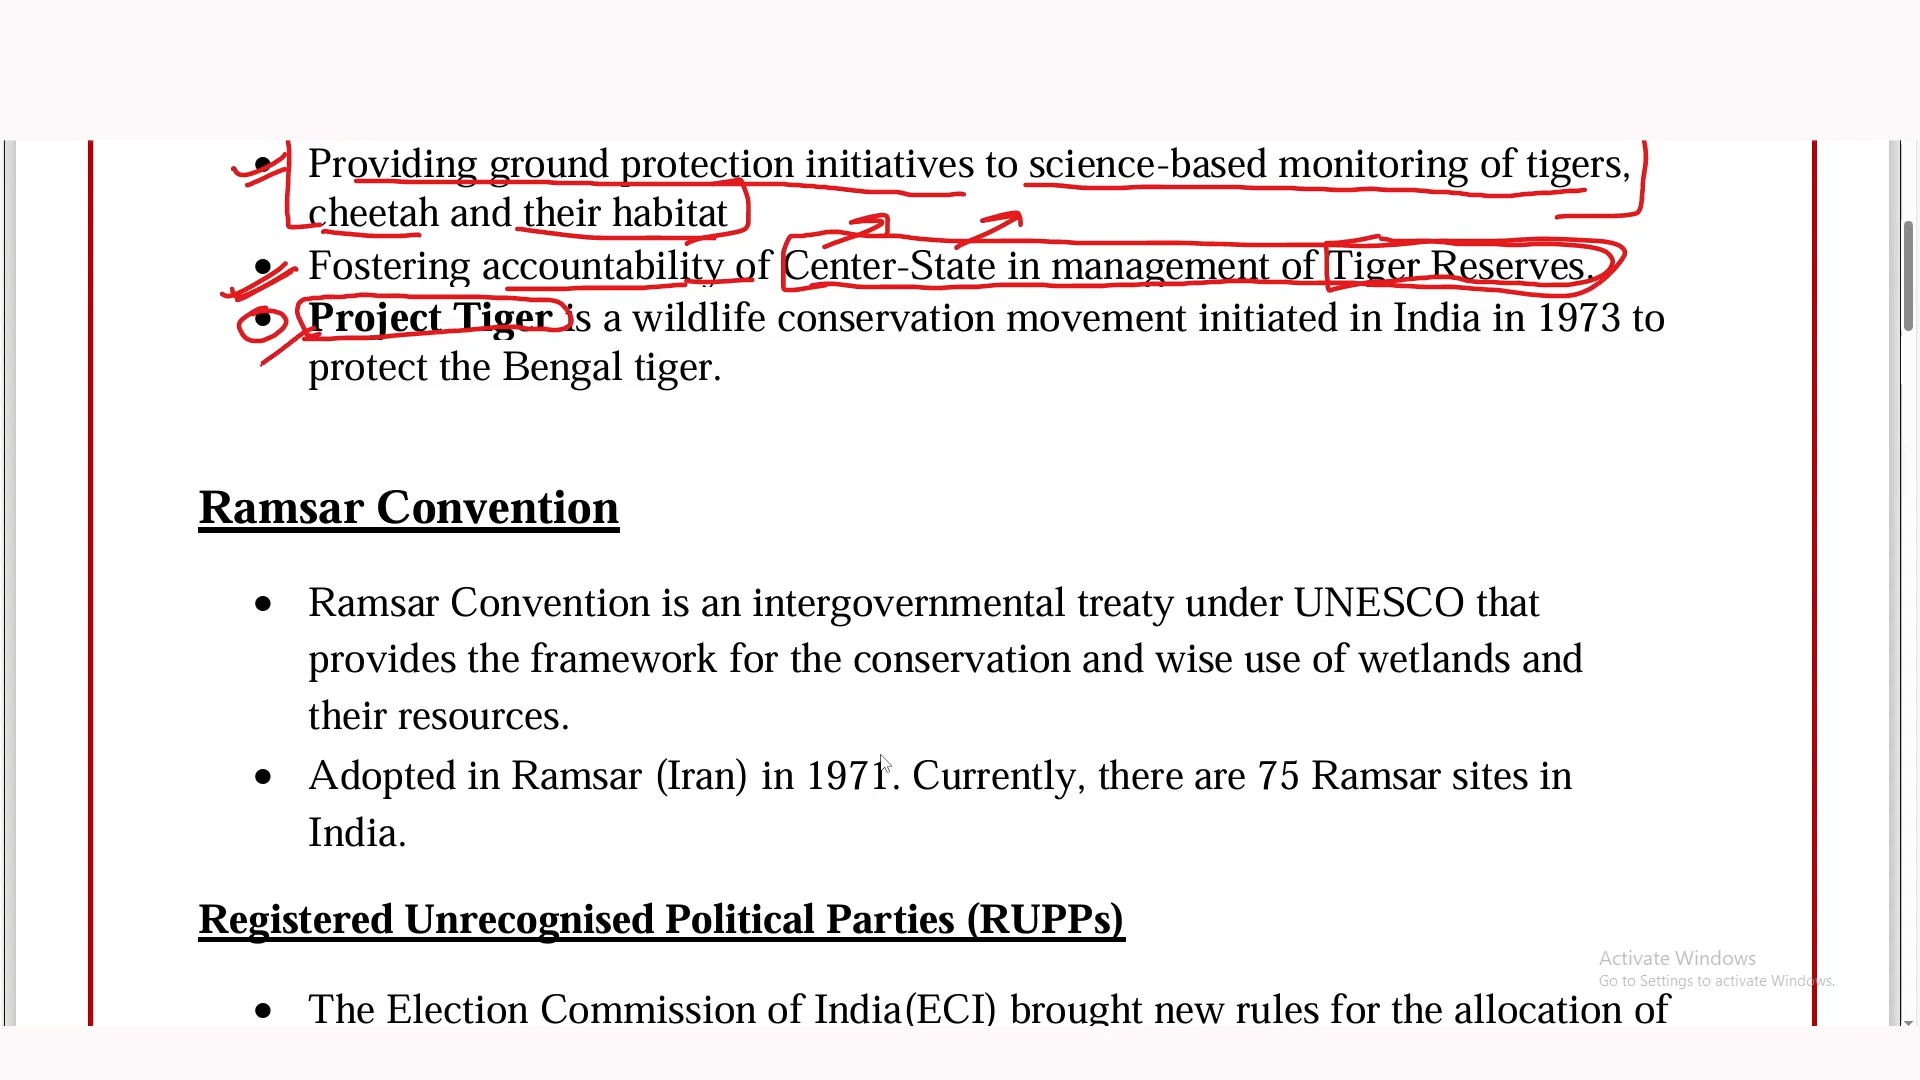 Providing ground protection initiatives to science-based monitoring of tigers,
cheetah and their habitat
Fostering accountability of Center-State in management of Tiger Reserves.
Project Tiger is a wildlife conservation movement initiated in India in 1973 to
protect the Bengal tiger.
Ramsar Convention
Ramsar Convention is an intergovernmental treaty under UNESCO that
provides the framework for the conservation and wise use of wetlands and
their resources.
Adopted in Ramsar (Iran) in 1971. Currently, there are 75 Ramsar sites in
India.
Registered Unrecognised Political Parties (RUPPs)
Activate Windows
Go to Settings to activate Windows.
The Election Commission of India(ECI) brought new rules for the allocation of